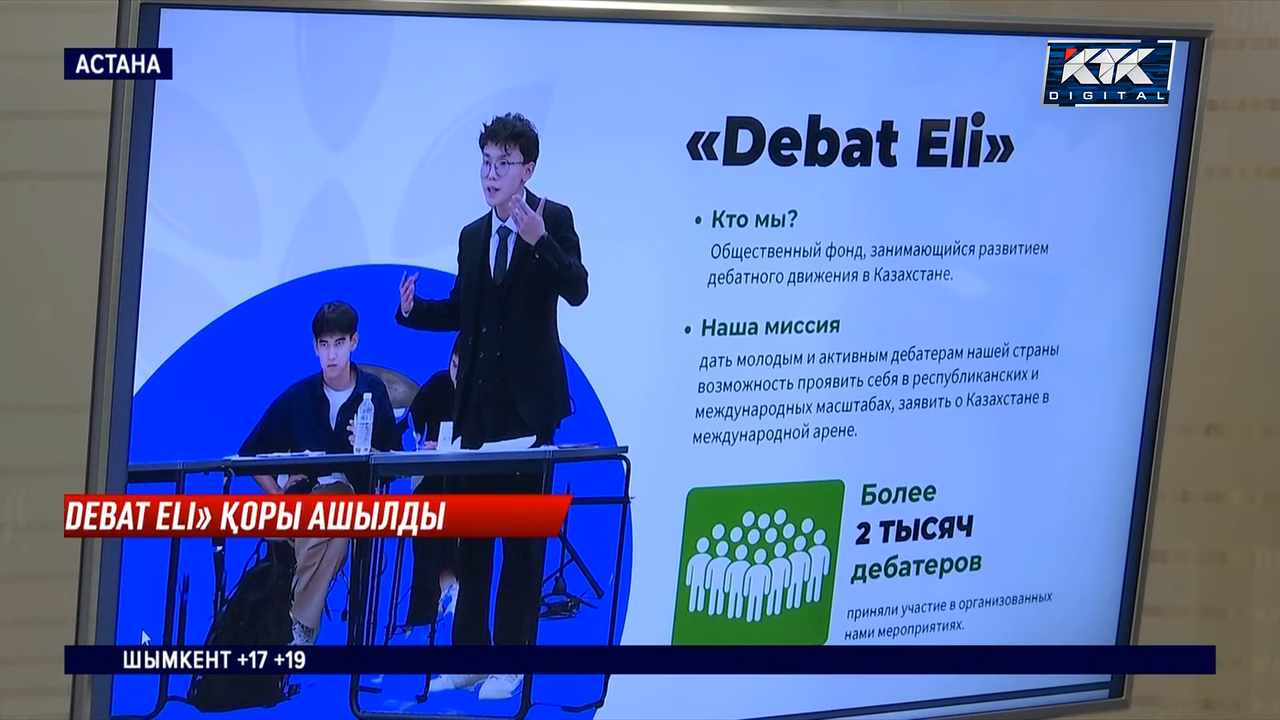 АСТАНА
КТК
DIGITAL
«Debat Eli»
• Кто мы?
Общественный фонд, занимающийся развитием
дебатного движения в Казахстане.
• Наша миссия
дать молодым и активным дебатерам нашей страны
возможность проявить себя в республиканских и
международных масштабах, заявить о Казахстане в
международной арене.
Более
2 ТЫСЯЧ
дебатеров
приняли участие в организованных
нами мероприятиях.
DEBAT ELI» ҚОРЫ АШЫЛДЫ
ШЫМКЕНТ +17 +19